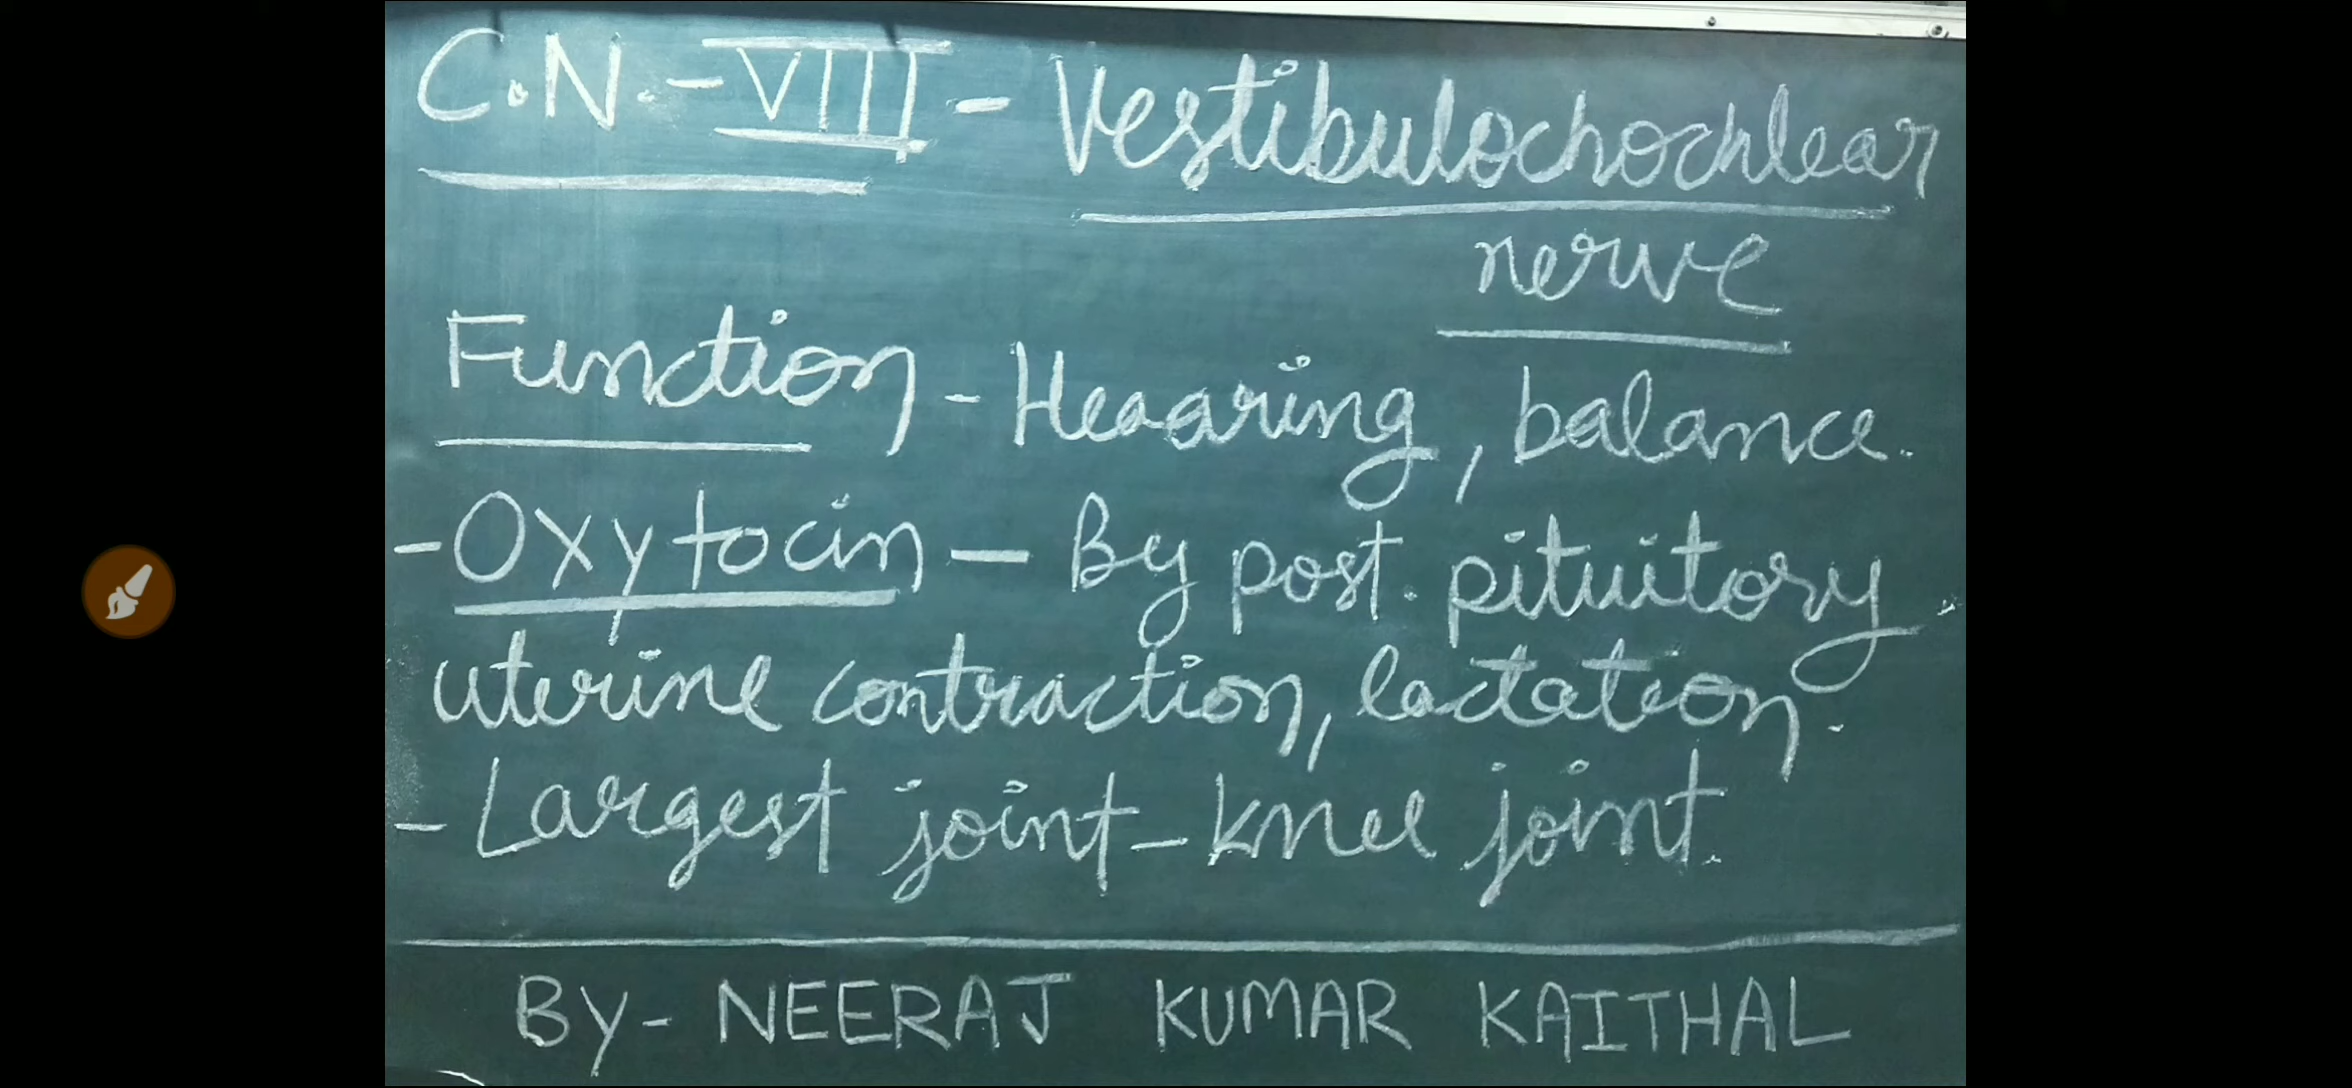 C.N. - VIII - Vestibulochochlear
nerve
Function - Heaaring, balance.
- Oxytocin - By post. pituitory
uterine contraction, lactation.
- Largest joint - knee joint.
BY- NEERAJ KUMAR KAITHAL